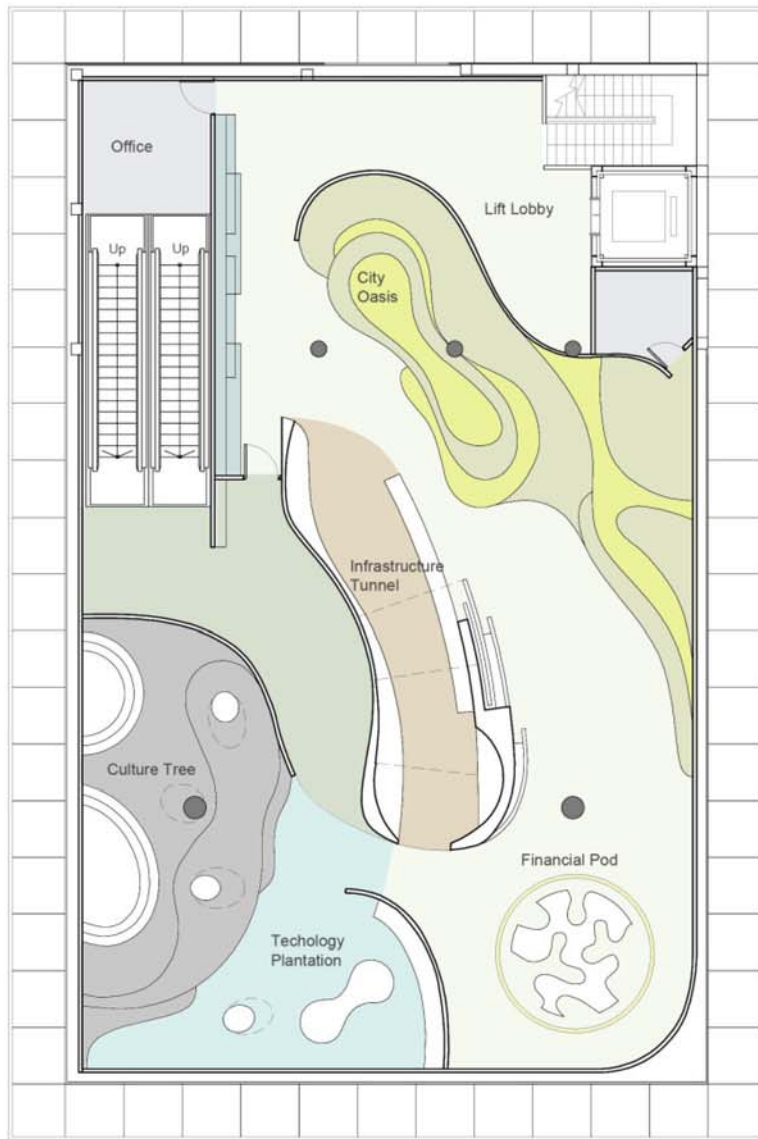 Office
Lift Lobby
Up
Up
City
Oasis
Infrastructure
Tunnel
Culture Tree
Financial Pod
Techology
Plantation